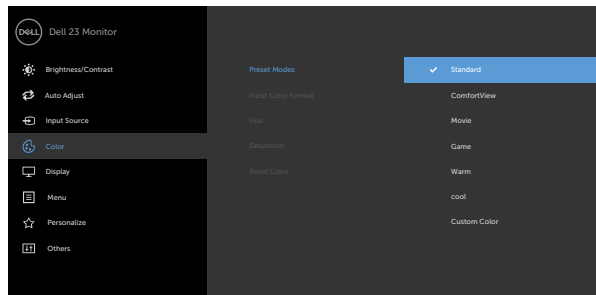 DELL Dell 23 Monitor
Brightness/Contrast
Auto Adjust
Input Source
Color
Display
Menu
Personalize
Others
Preset Modes
Input Color Format
Hue
Saturation
Reset Color
Standard
ComfortView
Movie
Game
Warm
cool
Custom Color